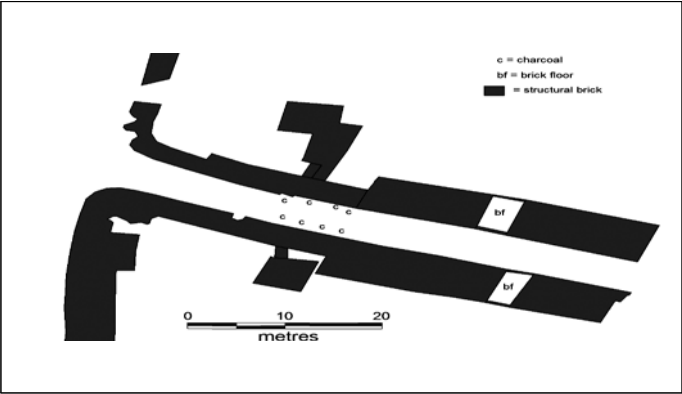 c = charcoal
bf = brick floor
= structural brick
bf
c c c c
c c c c
bf
0 10 20
metres